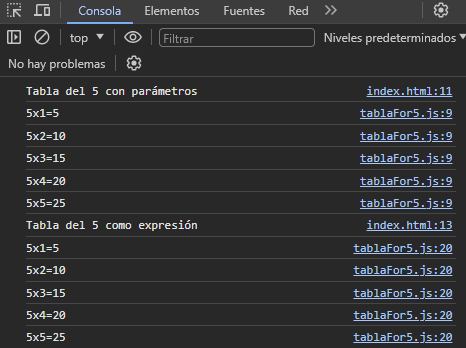 Consola Elementos Fuentes Red
top Filtrar Niveles predeterminados
No hay problemas
Tabla del 5 con parámetros index.html:11
5x1=5 tablaFor5.js:9
5x2=10 tablaFor5.js:9
5x3=15 tablaFor5.js:9
5x4=20 tablaFor5.js:9
5x5=25 tablaFor5.js:9
Tabla del 5 como expresión index.html:13
5x1=5 tablaFor5.js:20
5x2=10 tablaFor5.js:20
5x3=15 tablaFor5.js:20
5x4=20 tablaFor5.js:20
5x5=25 tablaFor5.js:20